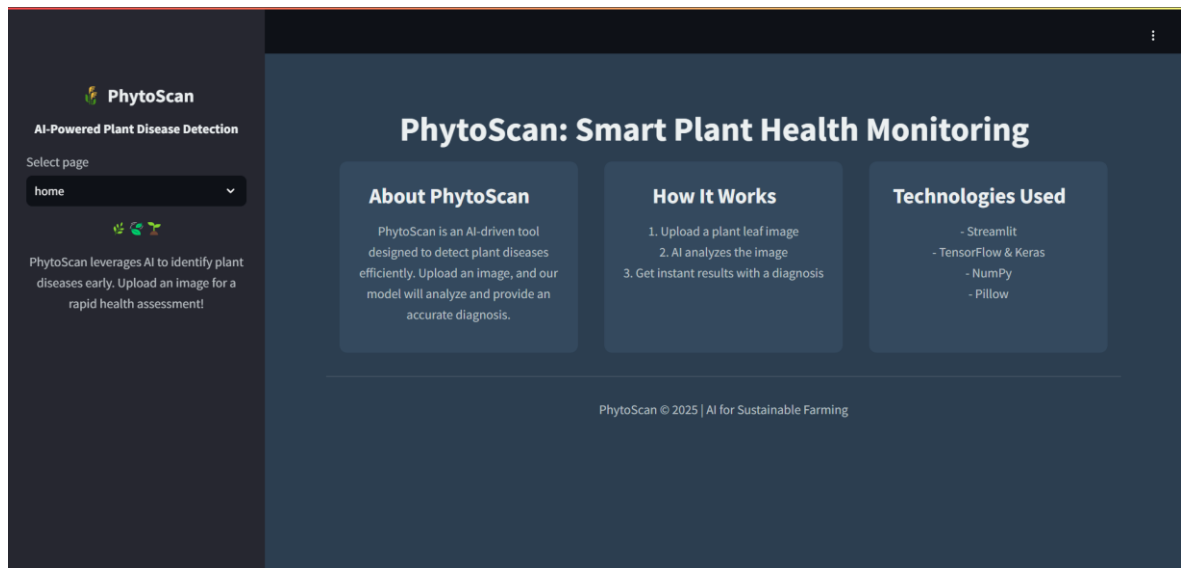 PhytoScan
AI-Powered Plant Disease Detection
Select page
home
PhytoScan leverages AI to identify plant
diseases early. Upload an image for a
rapid health assessment!
PhytoScan: Smart Plant Health Monitoring
About PhytoScan
PhytoScan is an AI-driven tool
designed to detect plant diseases
efficiently. Upload an image, and our
model will analyze and provide an
accurate diagnosis.
How It Works
1. Upload a plant leaf image
2. AI analyzes the image
3. Get instant results with a diagnosis
Technologies Used
- Streamlit
- TensorFlow & Keras
- NumPy
- Pillow
PhytoScan © 2025 | AI for Sustainable Farming